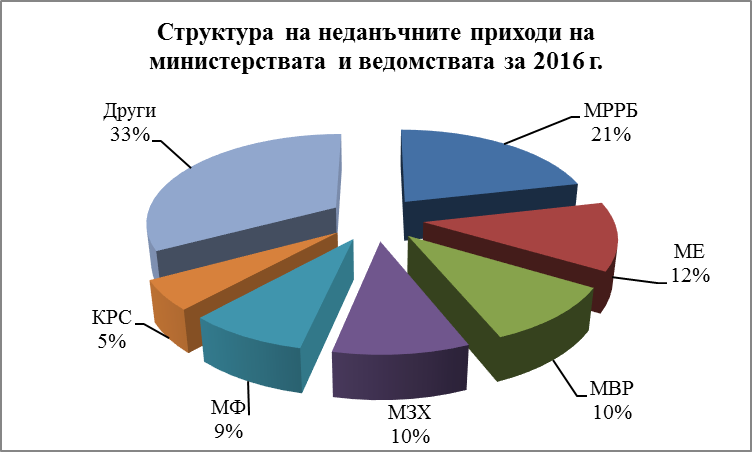 Структура на неданъчните приходи на
министерствата и ведомствата за 2016 г.
Други
33%
МРРБ
21%
МЕ
12%
МВР
10%
МЗХ
10%
МФ
9%
КРС
5%